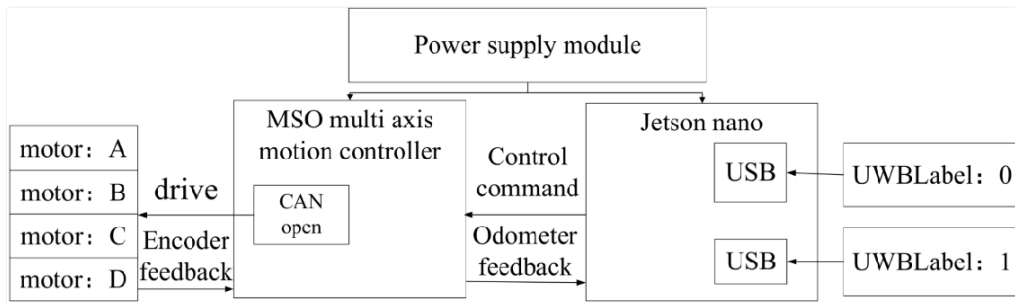 Power supply module
MSO multi axis
motion controller
Jetson nano
motor：A
motor：B
motor：C
motor：D
drive
Encoder
feedback
CAN
open
Control
command
Odometer
feedback
USB
USB
UWBLabel：0
UWBLabel：1